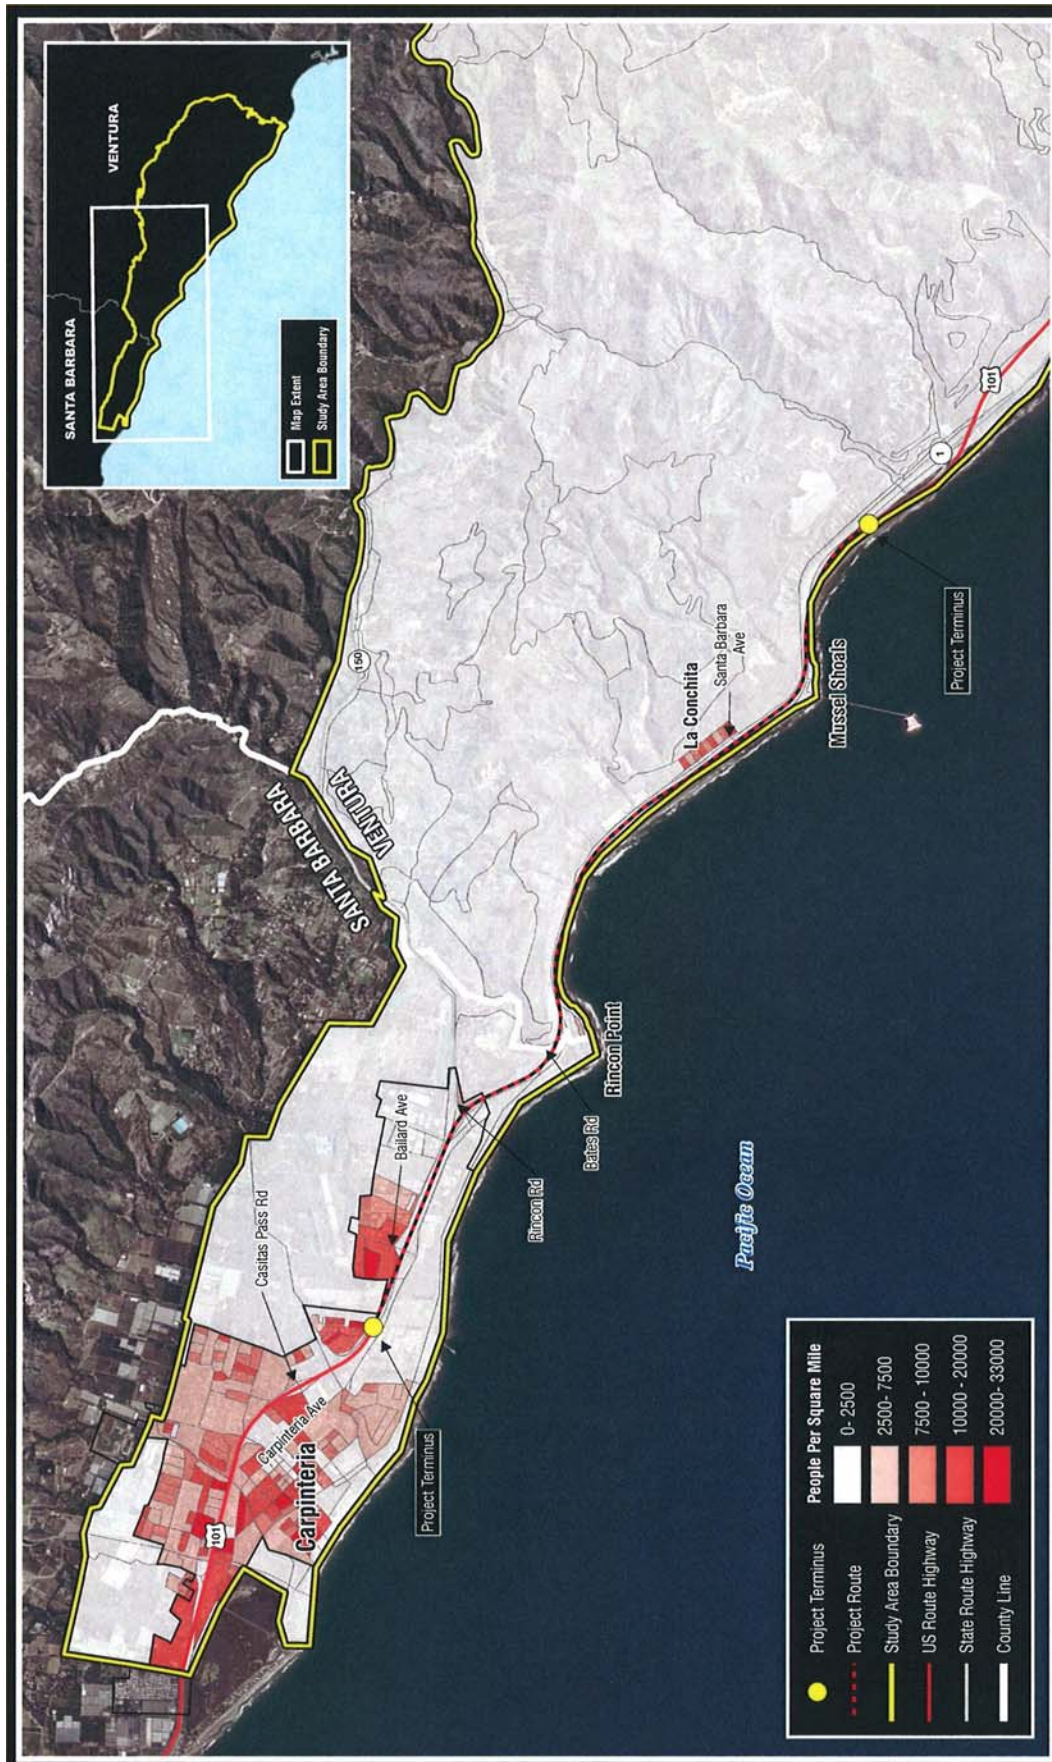 SANTA BARBARA
VENTURA
Map Extent
Study Area Boundary
SANTA BARBARA
VENTURA
150
Casitas Pass Rd
Bailard Ave
101
Carpinteria Ave
Carpinteria
Project Terminus
Rincon Rd
Bates Rd
Rincon Point
La Conchita
Santa Barbara
Ave
Mussel Shoals
Project Terminus
1
101
Pacific Ocean
Project Terminus
Project Route
Study Area Boundary
US Route Highway
State Route Highway
County Line
People Per Square Mile
0- 2500
2500- 7500
7500 - 10000
10000 - 20000
20000- 33000